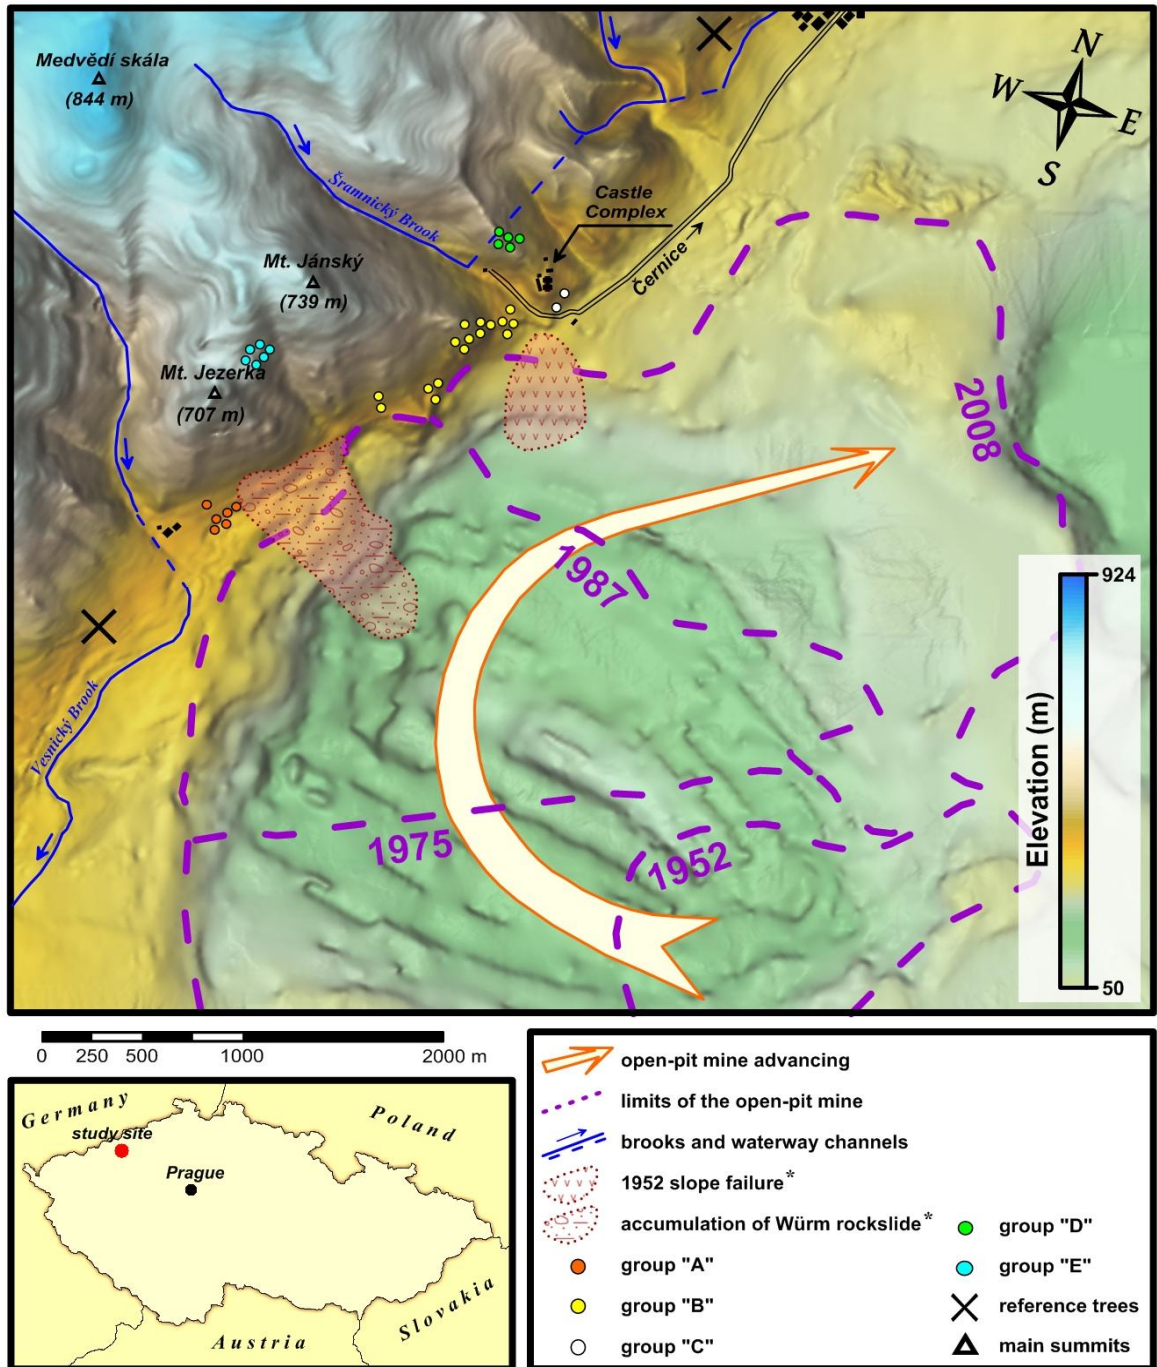 Medvědí skála
(844 m)
N
W
E
S
Šramnický Brook
Castle
Complex
Mt. Jánský
(739 m)
Černice
Mt. Jezerka
(707 m)
2008
1987
924
Vesnický Brook
Elevation (m)
1975
1952
50
0 250 500 1000 2000 m
Germany
Poland
study site
Prague
Slovakia
Austria
open-pit mine advancing
limits of the open-pit mine
brooks and waterway channels
1952 slope failure*
accumulation of Würm rockslide*
group "A"
group "B"
group "C"
group "D"
group "E"
reference trees
main summits